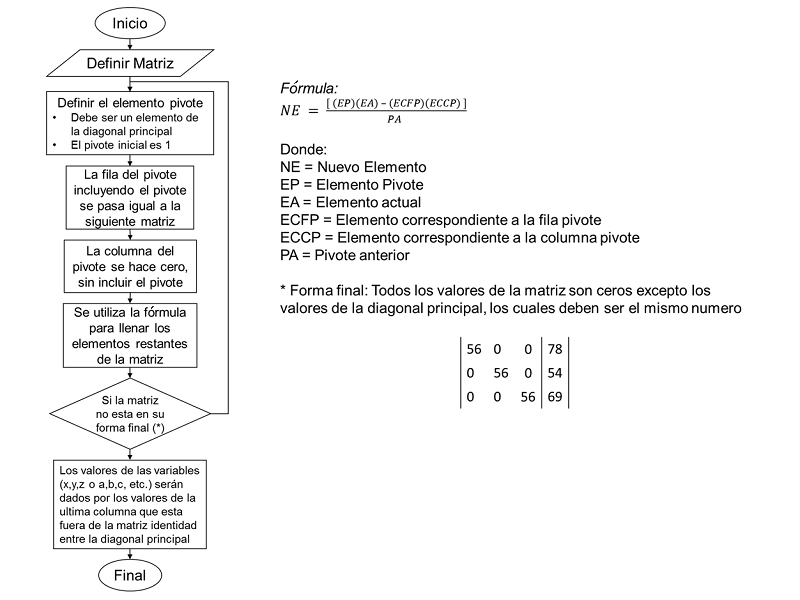 Inicio
Definir Matriz
Definir el elemento pivote
• Debe ser un elemento de
la diagonal principal
• El pivote inicial es 1
La fila del pivote
incluyendo el pivote
se pasa igual a la
siguiente matriz
La columna del
pivote se hace cero,
sin incluir el pivote
Se utiliza la fórmula
para llenar los
elementos restantes
de la matriz
Si la matriz
no esta en su
forma final (*)
Los valores de las variables
(x,y,z o a,b,c, etc.) serán
dados por los valores de la
ultima columna que esta
fuera de la matriz identidad
entre la diagonal principal
Final
Fórmula:
NE = [ (EP)(EA) – (ECFP)(ECCP) ]
PA
Donde:
NE = Nuevo Elemento
EP = Elemento Pivote
EA = Elemento actual
ECFP = Elemento correspondiente a la fila pivote
ECCP = Elemento correspondiente a la columna pivote
PA = Pivote anterior
* Forma final: Todos los valores de la matriz son ceros excepto los
valores de la diagonal principal, los cuales deben ser el mismo numero
56 0 0 78
0 56 0 54
0 0 56 69